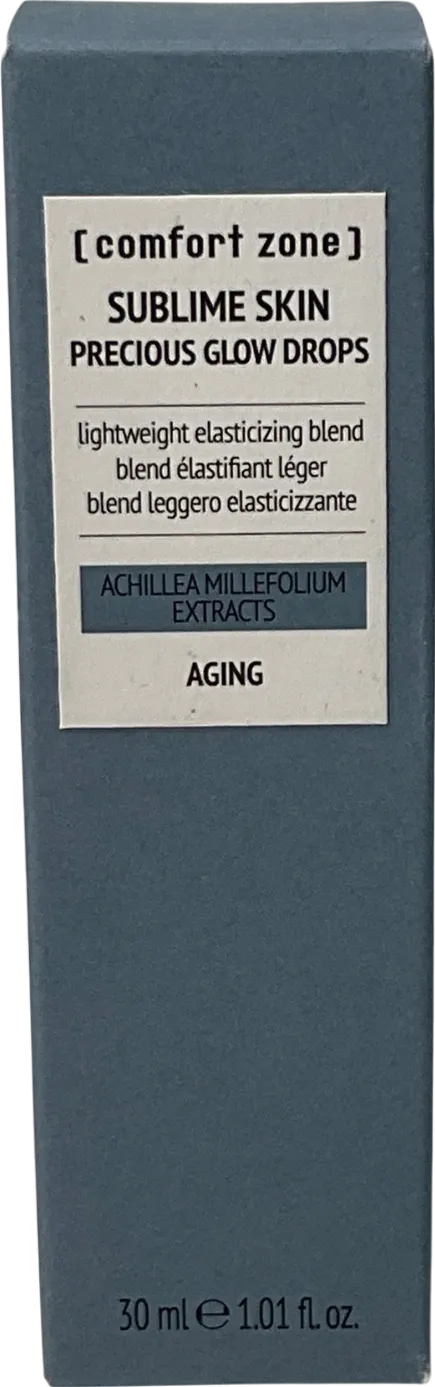 [comfort zone]
SUBLIME SKIN
PRECIOUS GLOW DROPS
lightweight elasticizing blend
blend élastifiant léger
blend leggero elasticizzante
ACHILLEA MILLEFOLIUM
EXTRACTS
AGING
30 ml ℮ 1.01 fl. oz.